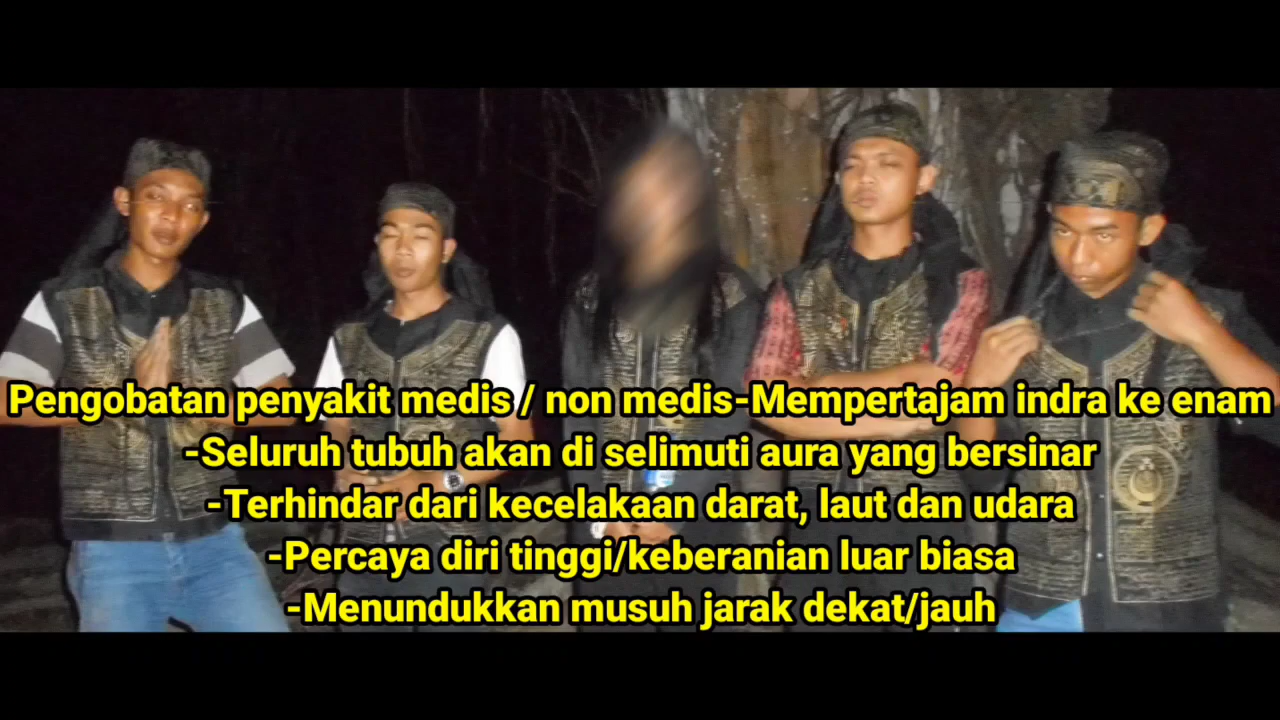 Pengobatan penyakit medis / non medis-Mempertajam indra ke enam
-Seluruh tubuh akan di selimuti aura yang bersinar
-Terhindar dari kecelakaan darat, laut dan udara
-Percaya diri tinggi/keberanian luar biasa
-Menundukkan musuh jarak dekat/jauh